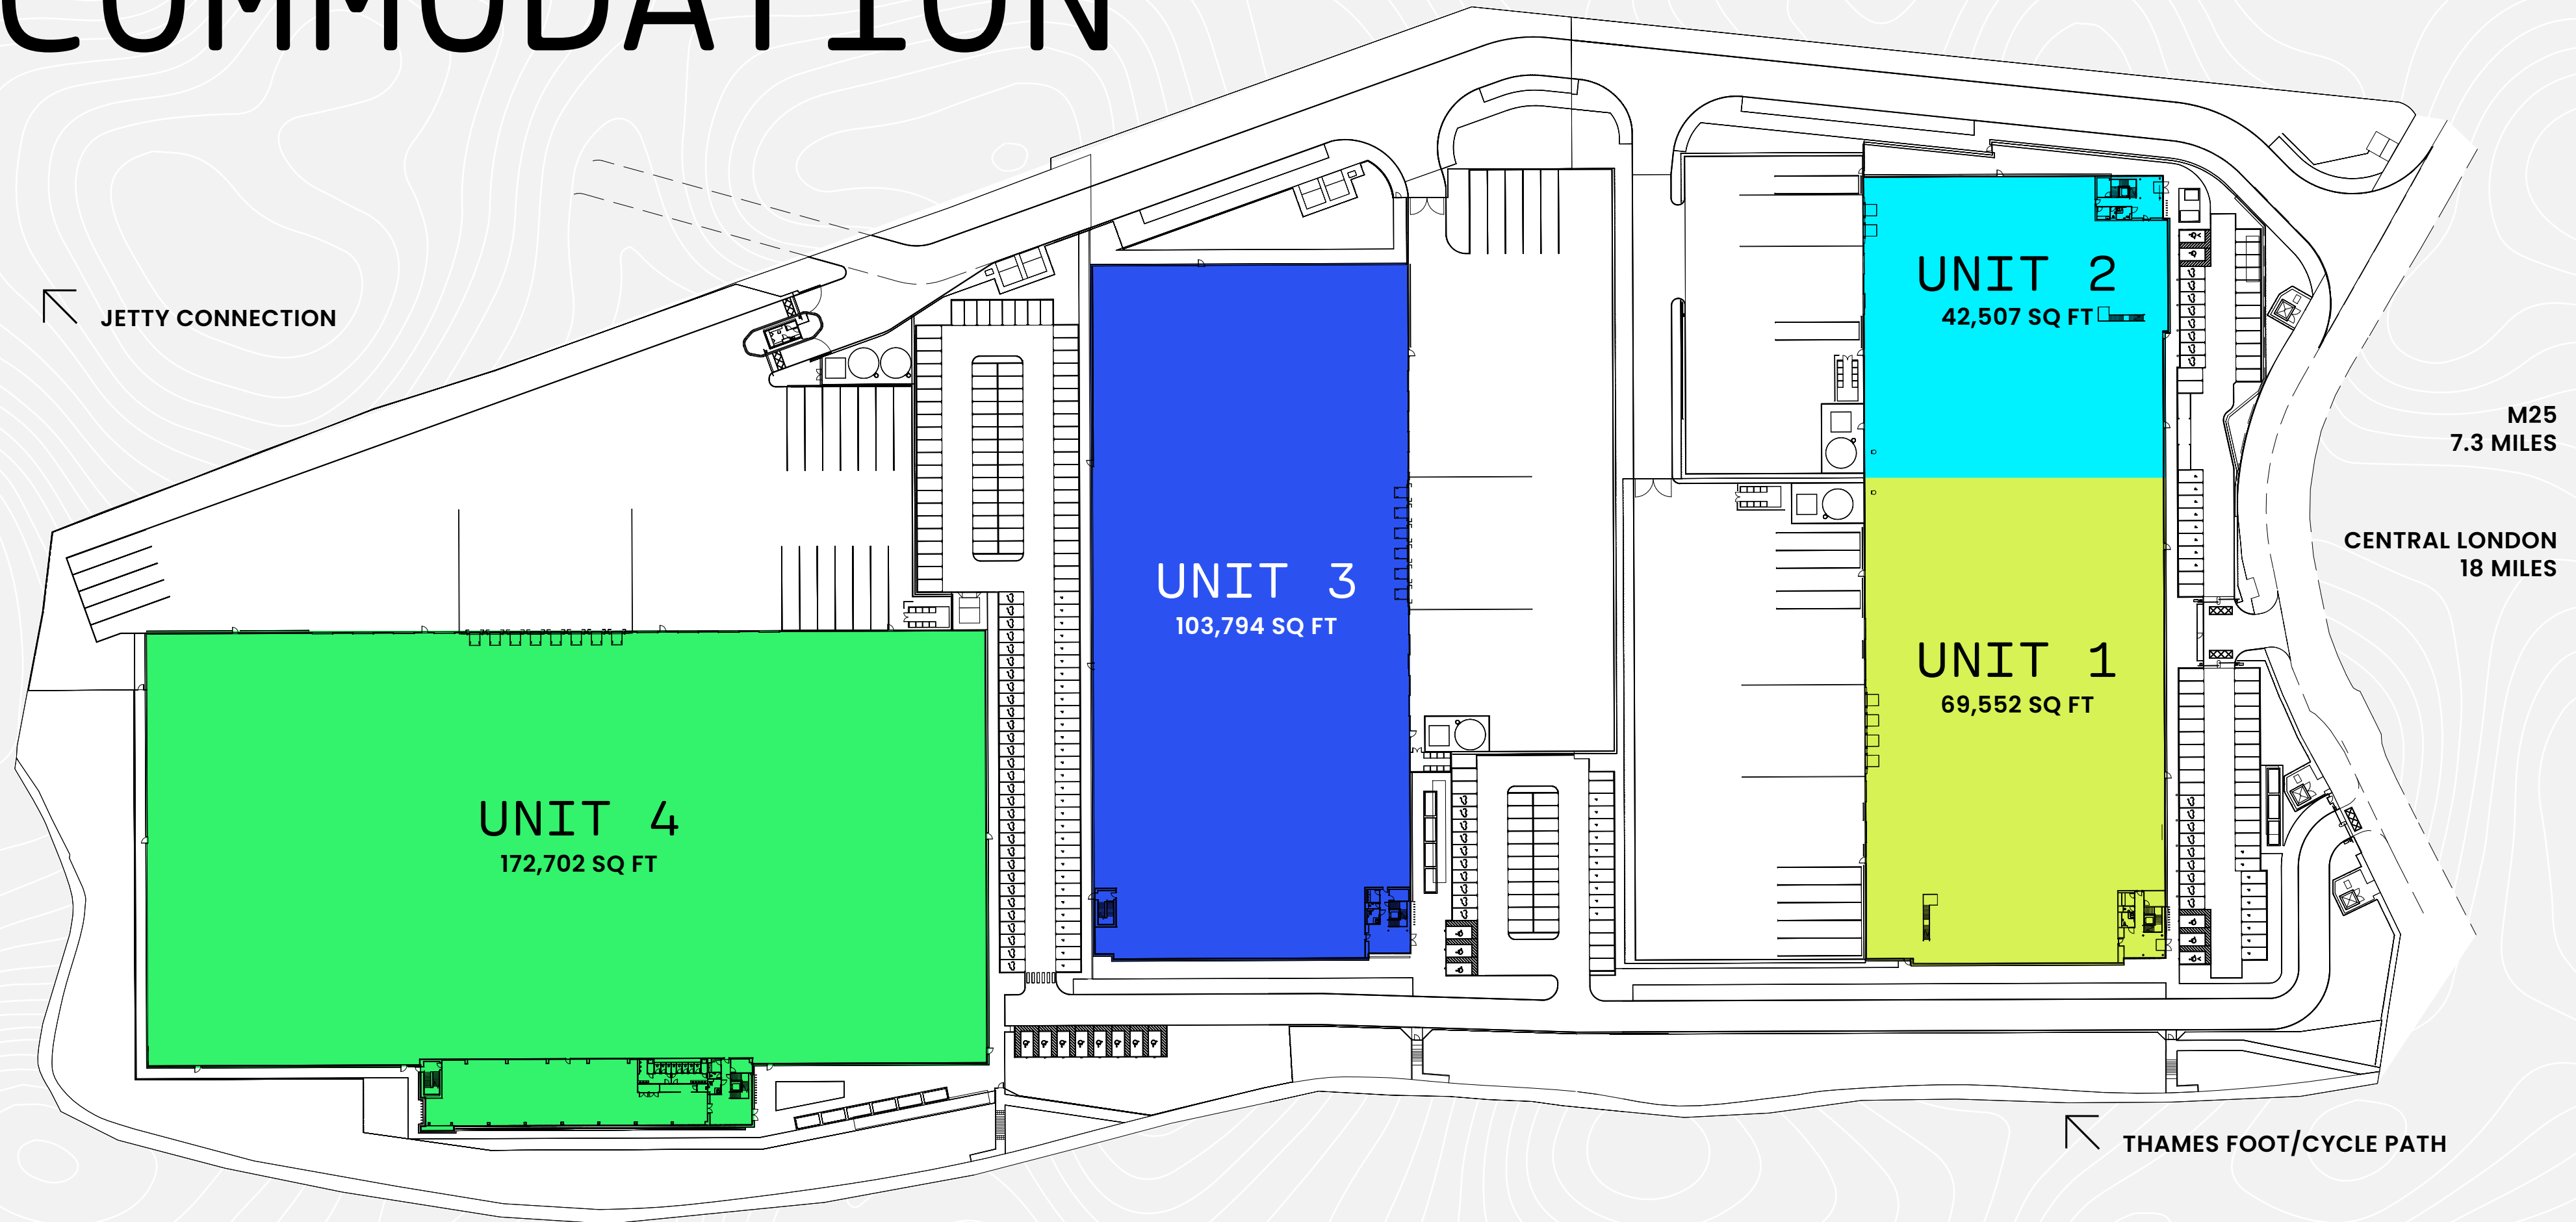 COMMODATION
JETTY CONNECTION
UNIT 2
42,507 SQ FT
M25
7.3 MILES
CENTRAL LONDON
18 MILES
UNIT 3
103,794 SQ FT
UNIT 1
69,552 SQ FT
UNIT 4
172,702 SQ FT
THAMES FOOT/CYCLE PATH